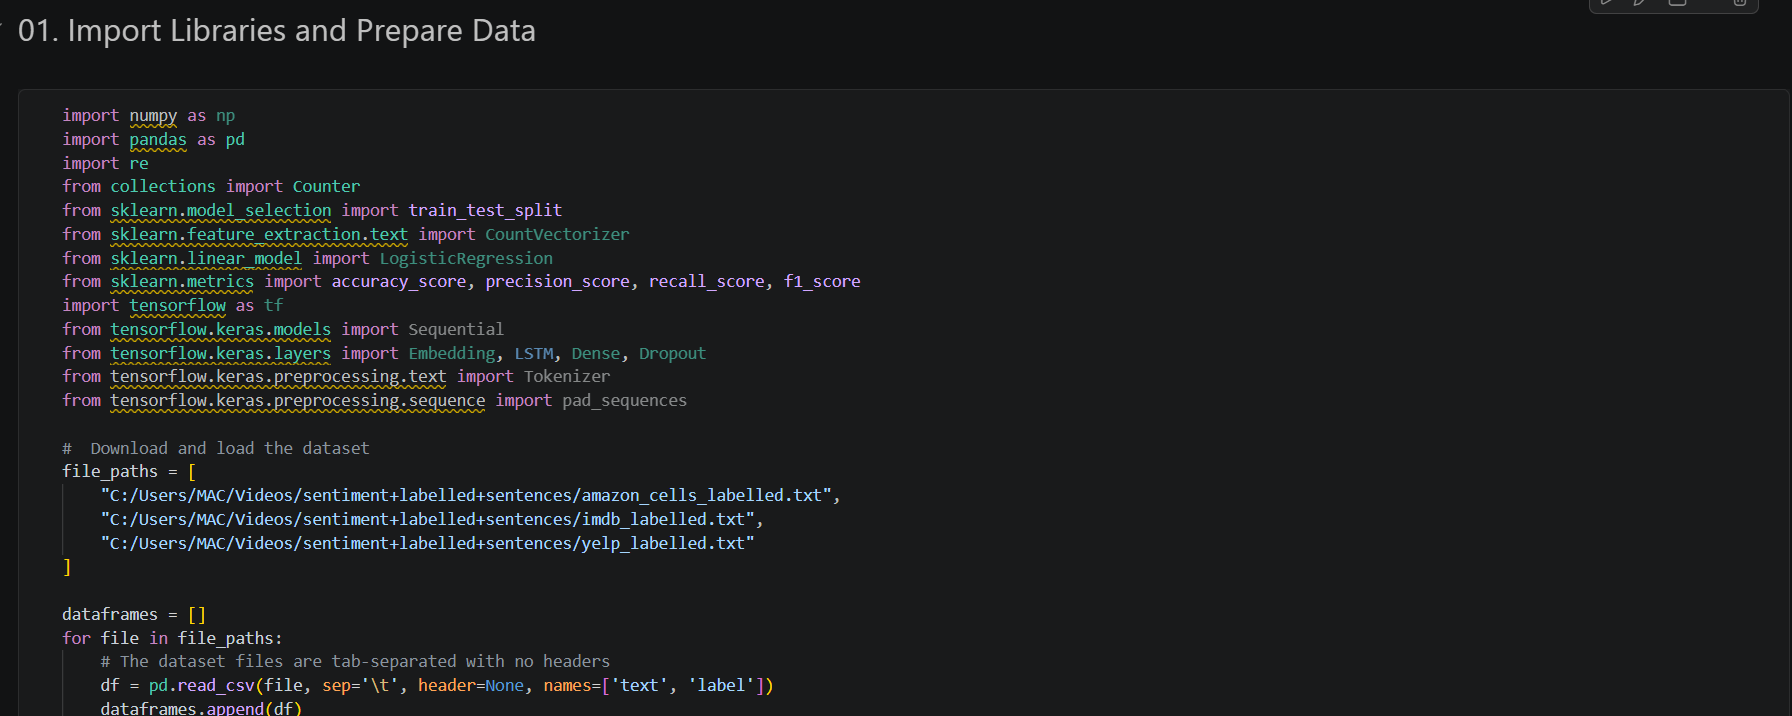 01. Import Libraries and Prepare Data
import numpy as np
import pandas as pd
import re
from collections import Counter
from sklearn.model_selection import train_test_split
from sklearn.feature_extraction.text import CountVectorizer
from sklearn.linear_model import LogisticRegression
from sklearn.metrics import accuracy_score, precision_score, recall_score, f1_score
import tensorflow as tf
from tensorflow.keras.models import Sequential
from tensorflow.keras.layers import Embedding, LSTM, Dense, Dropout
from tensorflow.keras.preprocessing.text import Tokenizer
from tensorflow.keras.preprocessing.sequence import pad_sequences
#  Download and load the dataset
file_paths = [
    "C:/Users/MAC/Videos/sentiment+labelled+sentences/amazon_cells_labelled.txt",
    "C:/Users/MAC/Videos/sentiment+labelled+sentences/imdb_labelled.txt",
    "C:/Users/MAC/Videos/sentiment+labelled+sentences/yelp_labelled.txt"
]
dataframes = []
for file in file_paths:
    # The dataset files are tab-separated with no headers
    df = pd.read_csv(file, sep='\t', header=None, names=['text', 'label'])
    dataframes.append(df)